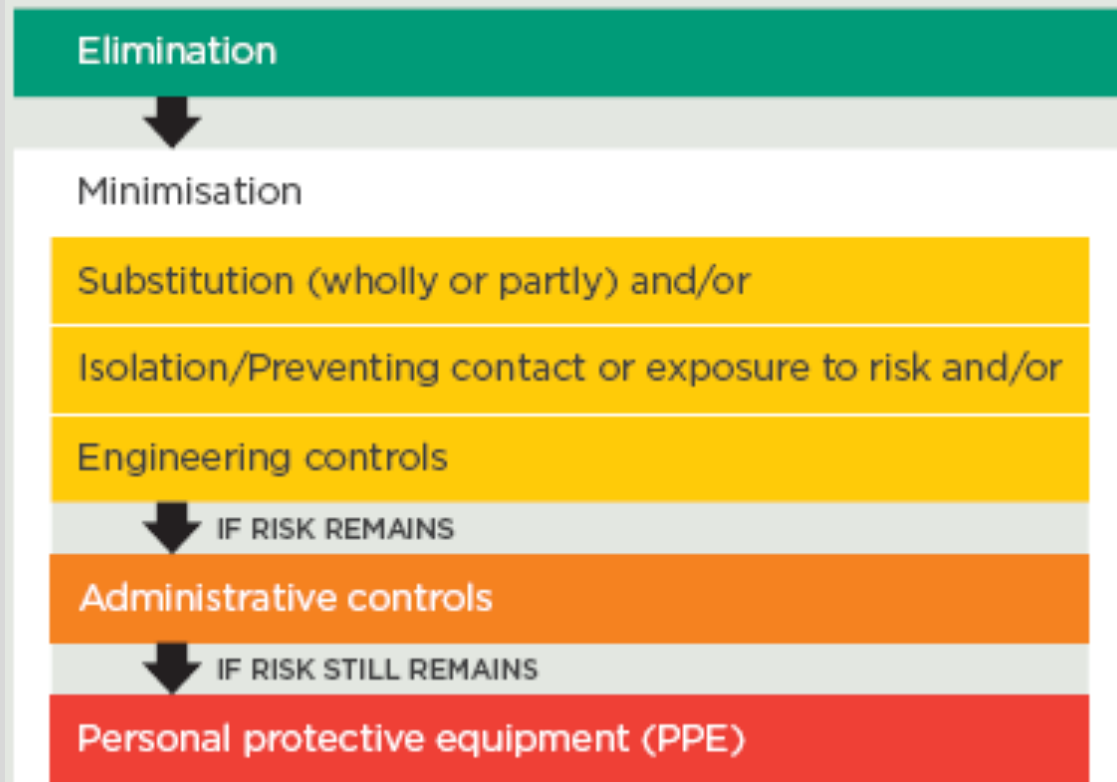 Elimination
Minimisation
Substitution (wholly or partly) and/or
Isolation/Preventing contact or exposure to risk and/or
Engineering controls
IF RISK REMAINS
Administrative controls
IF RISK STILL REMAINS
Personal protective equipment (PPE)